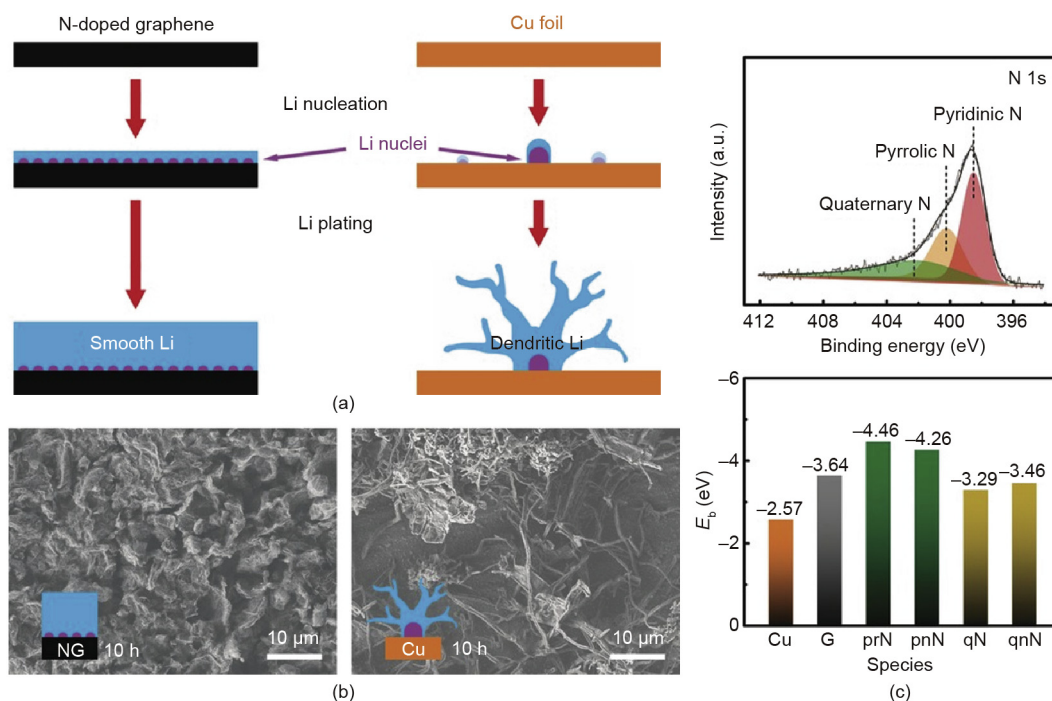 N-doped graphene
Cu foil
Li nucleation
Li nuclei
Li plating
Smooth Li
Dendritic Li
(a)
NG
10 h
10 μm
Cu
10 h
10 μm
(b)
N 1s
Pyridinic N
Pyrrolic N
Quaternary N
Intensity (a.u.)
412 408 404 400 396
Binding energy (eV)
–6
–4
–2
0
E_b (eV)
–2.57
–3.64
–4.46
–4.26
–3.29
–3.46
Cu G prN pnN qN qnN
Species
(c)